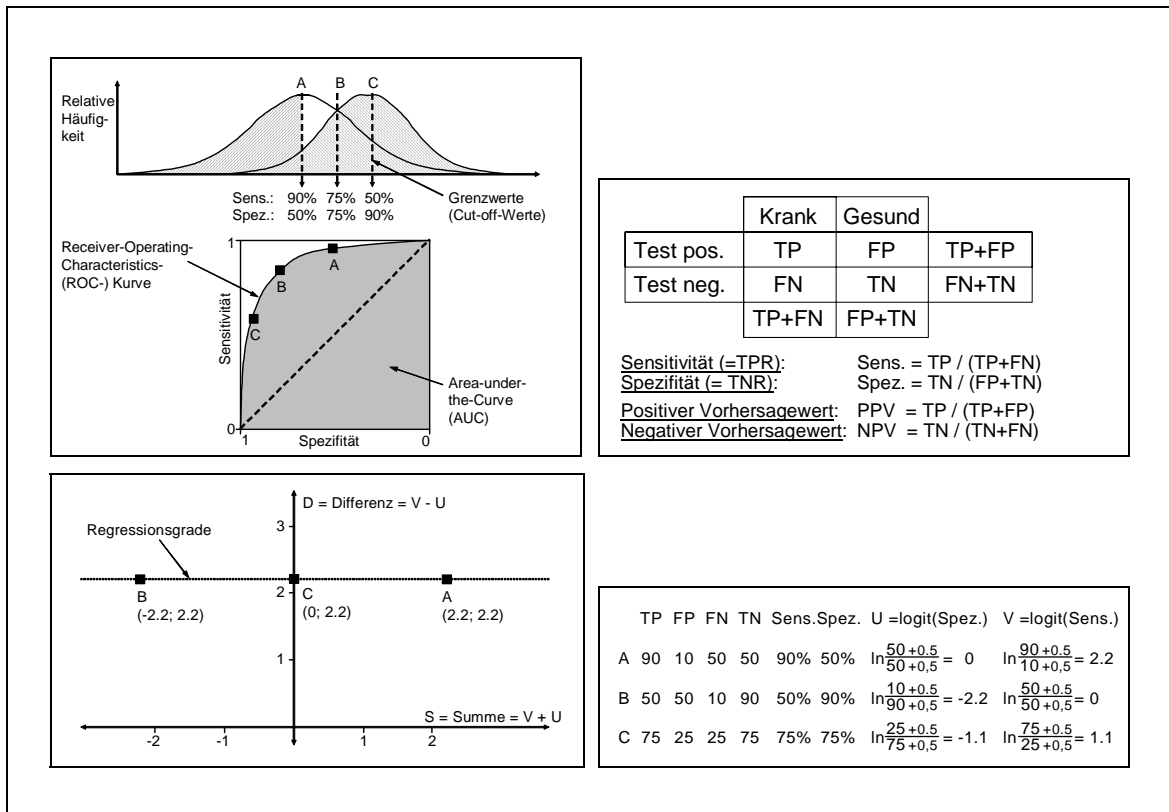 A B C
Relative
Häufig-
keit
Sens.: 90% 75% 50%
Spez.: 50% 75% 90%
Grenzwerte
(Cut-off-Werte)
Receiver-Operating-
Characteristics-
(ROC-) Kurve
1
A
B
C
Sensitivität
Area-under-
the-Curve
(AUC)
0
1 Spezifität 0
Krank Gesund
Test pos. TP FP TP+FP
Test neg. FN TN FN+TN
TP+FN FP+TN
Sensitivität (=TPR): Sens. = TP / (TP+FN)
Spezifität (= TNR): Spez. = TN / (FP+TN)
Positiver Vorhersagewert: PPV = TP / (TP+FP)
Negativer Vorhersagewert: NPV = TN / (TN+FN)
D = Differenz = V - U
3
Regressionsgrade
2
B C A
(-2.2; 2.2) (0; 2.2) (2.2; 2.2)
1
S = Summe = V + U
-2 -1 1 2
TP FP FN TN Sens. Spez. U =logit(Spez.) V =logit(Sens.)
A 90 10 50 50 90% 50% ln 50+0.5 / 50+0,5 = 0 ln 90+0.5 / 10+0,5 = 2.2
B 50 50 10 90 50% 90% ln 10+0.5 / 90+0,5 = -2.2 ln 50+0.5 / 50+0,5 = 0
C 75 25 25 75 75% 75% ln 25+0.5 / 75+0,5 = -1.1 ln 75+0.5 / 25+0,5 = 1.1